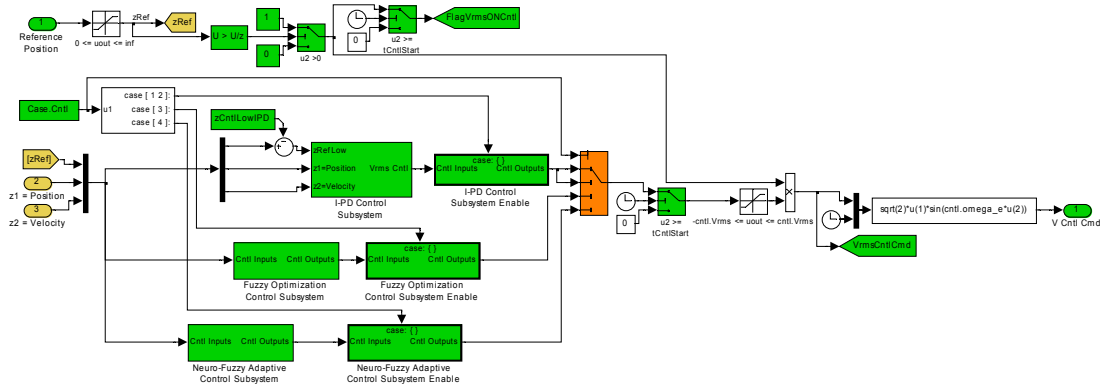 1
Reference
Position
0 <= uout <= inf
zRef
zRef
U > U/z
1
0
u2 >0
0
u2 >=
tCntlStart
FlagVrmsONCntl
Case.Cntl
u1
case [ 1 2 ]:
case [ 3 ]:
case [ 4 ]:
[zRef]
2
z1 = Position
3
z2 = Velocity
zCntlLowIPD
zRefLow
z1=Position
z2=Velocity
Vrms Cntl
I-PD Control
Subsystem
case: { }
Cntl Inputs
Cntl Outputs
I-PD Control
Subsystem Enable
Cntl Inputs
Cntl Outputs
Fuzzy Optimization
Control Subsystem
case: { }
Cntl Inputs
Cntl Outputs
Fuzzy Optimization
Control Subsystem Enable
Cntl Inputs
Cntl Outputs
Neuro-Fuzzy Adaptive
Control Subsystem
case: { }
Cntl Inputs
Cntl Outputs
Neuro-Fuzzy Adaptive
Control Subsystem Enable
0
u2 >=
tCntlStart
-cntl.Vrms <= uout <= cntl.Vrms
x
sqrt(2)*u(1)*sin(cntl.omega_e*u(2))
1
V Cntl Cmd
VrmsCntlCmd